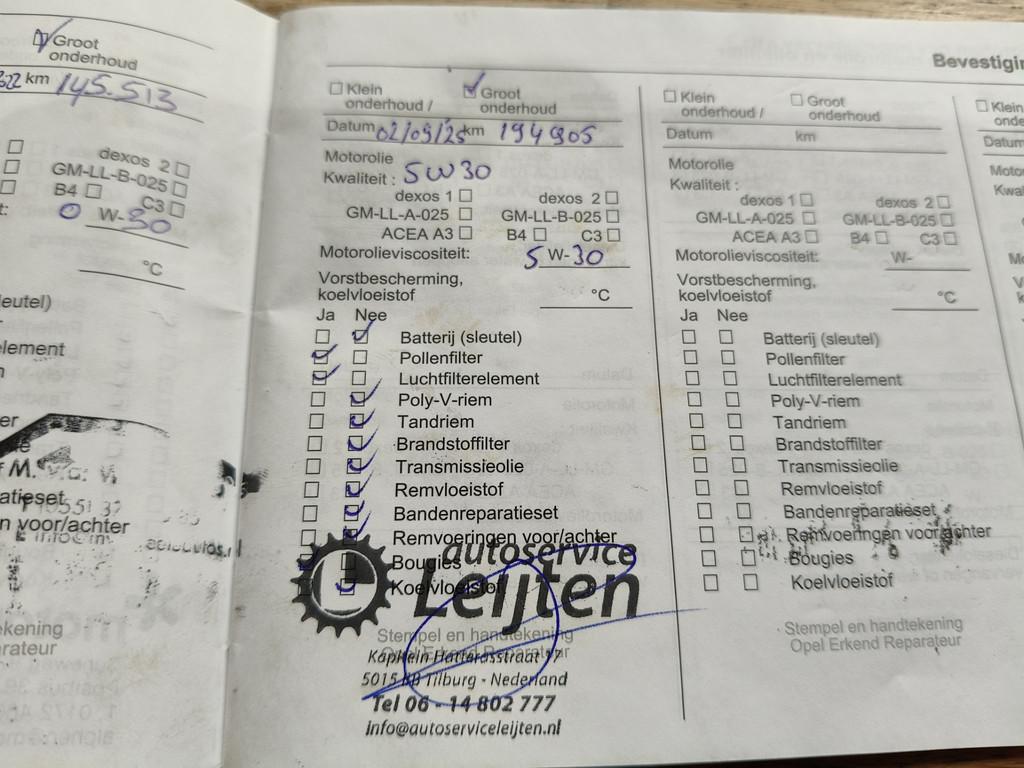 Groot
onderhoud
km 145.513
dexos 2
GM-LL-B-025
B4 C3
0 W-30
°C
M.
n voor/achter
Klein
onderhoud /
Groot
onderhoud
Datum 02/09/25 km 194905
Motorolie
Kwaliteit : 5W30
dexos 1 dexos 2
GM-LL-A-025 GM-LL-B-025
ACEA A3 B4 C3
Motorolieviscositeit: 5 W-30
Vorstbescherming,
koelvloeistof °C
Ja Nee
Batterij (sleutel)
Pollenfilter
Luchtfilterelement
Poly-V-riem
Tandriem
Brandstoffilter
Transmissieolie
Remvloeistof
Bandenreparatieset
Remvoeringen voor/achter
Bougies
Koelvloeistof
autoservice
Leijten
Stempel en handtekening
Opel Erkend Reparateur
Kapitein Hatterasstraat
5015 BB Tilburg - Nederland
Tel 06 - 14 802 777
info@autoserviceleijten.nl
Bevestigin
Klein
onderhoud /
Groot
onderhoud
Datum km
Motorolie
Kwaliteit :
dexos 1 dexos 2
GM-LL-A-025 GM-LL-B-025
ACEA A3 B4 C3
Motorolieviscositeit: W-
Vorstbescherming,
koelvloeistof °C
Ja Nee
Batterij (sleutel)
Pollenfilter
Luchtfilterelement
Poly-V-riem
Tandriem
Brandstoffilter
Transmissieolie
Remvloeistof
Bandenreparatieset
Remvoeringen voor/achter
Bougies
Koelvloeistof
Stempel en handtekening
Opel Erkend Reparateur
Klein
onde
Datum
Motor
Kwa